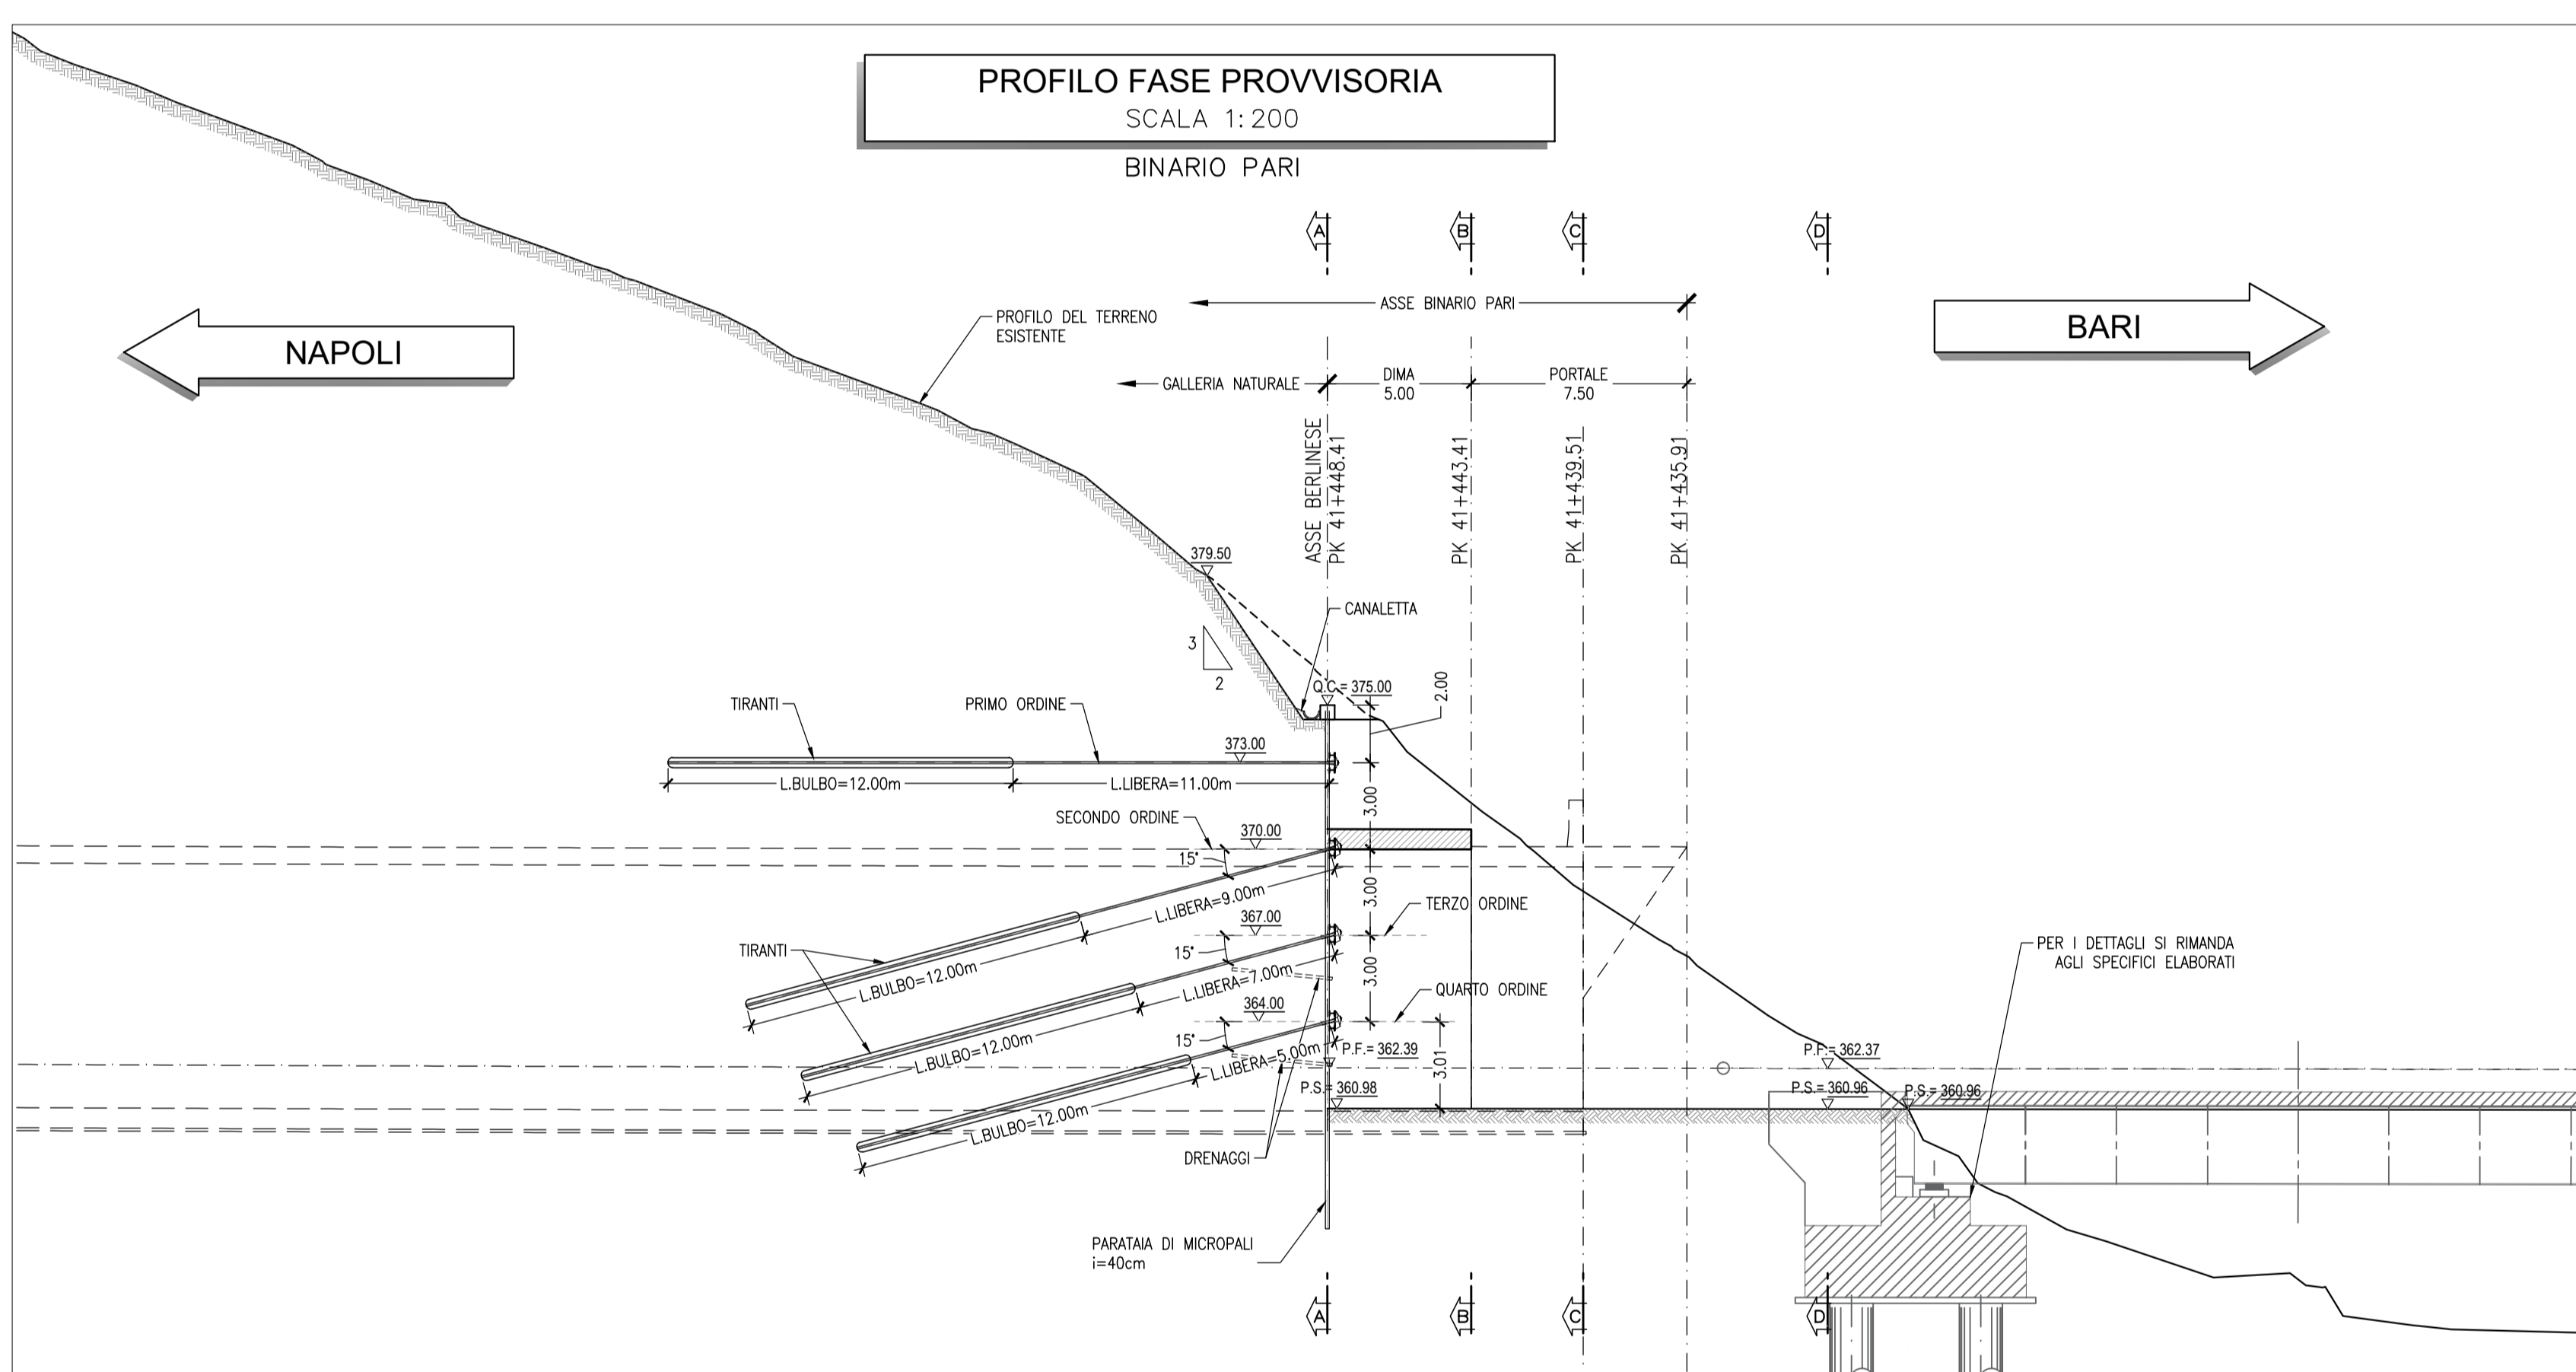 PROFILO FASE PROVVISORIA
SCALA 1:200
BINARIO PARI
A
B
C
D
ASSE BINARIO PARI
NAPOLI
BARI
PROFILO DEL TERRENO
ESISTENTE
GALLERIA NATURALE
DIMA
5.00
PORTALE
7.50
ASSE BERLINESE
PK 41+448.41
PK 41+443.41
PK 41+439.51
PK 41+435.91
379.50
CANALETTA
3
2
Q.C.= 375.00
2.00
TIRANTI
PRIMO ORDINE
373.00
L.BULBO=12.00m
L.LIBERA=11.00m
3.00
SECONDO ORDINE
370.00
15°
L.LIBERA=9.00m
3.00
TERZO ORDINE
367.00
TIRANTI
L.BULBO=12.00m
15°
L.LIBERA=7.00m
3.00
PER I DETTAGLI SI RIMANDA
AGLI SPECIFICI ELABORATI
QUARTO ORDINE
364.00
L.BULBO=12.00m
15°
L.LIBERA=5.00m
P.F.= 362.39
3.01
P.F.= 362.37
P.S.= 360.98
P.S.= 360.96
P.S.= 360.96
L.BULBO=12.00m
DRENAGGI
PARATAIA DI MICROPALI
i=40cm
A
B
C
D